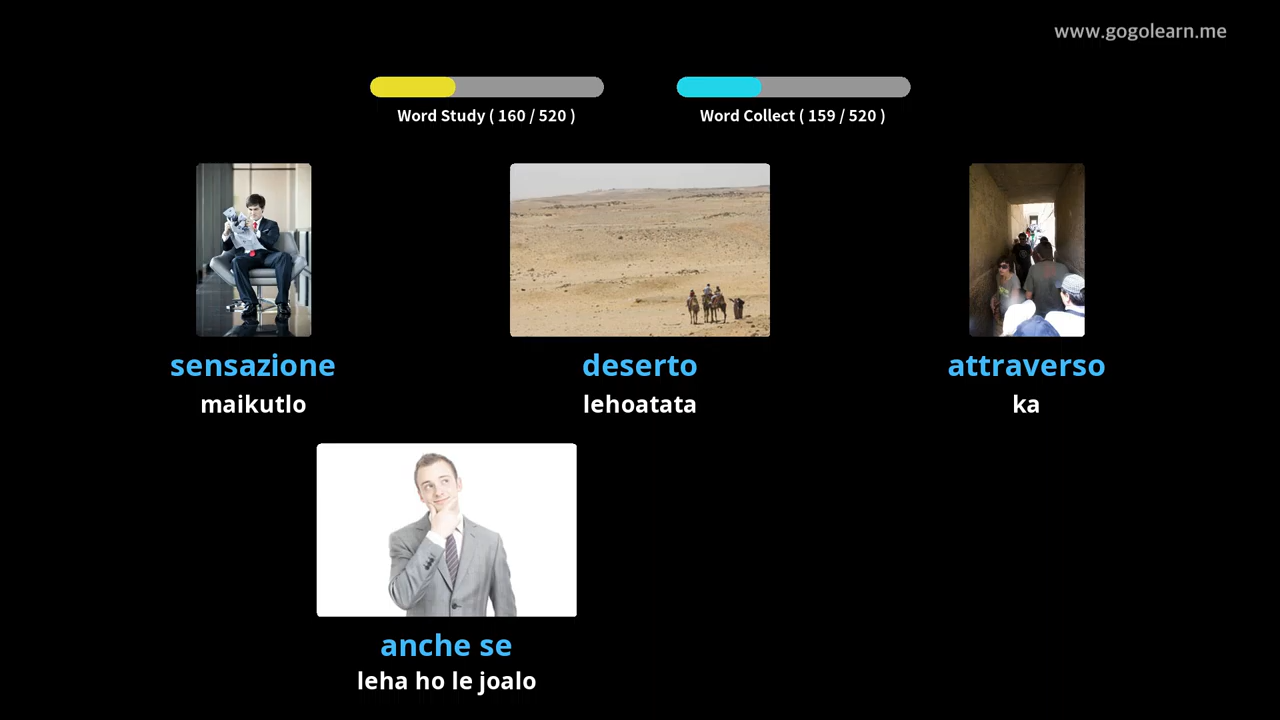 www.gogolearn.me
Word Study ( 160 / 520 )
Word Collect ( 159 / 520 )
sensazione
maikutlo
deserto
lehoatata
attraverso
ka
anche se
leha ho le joalo